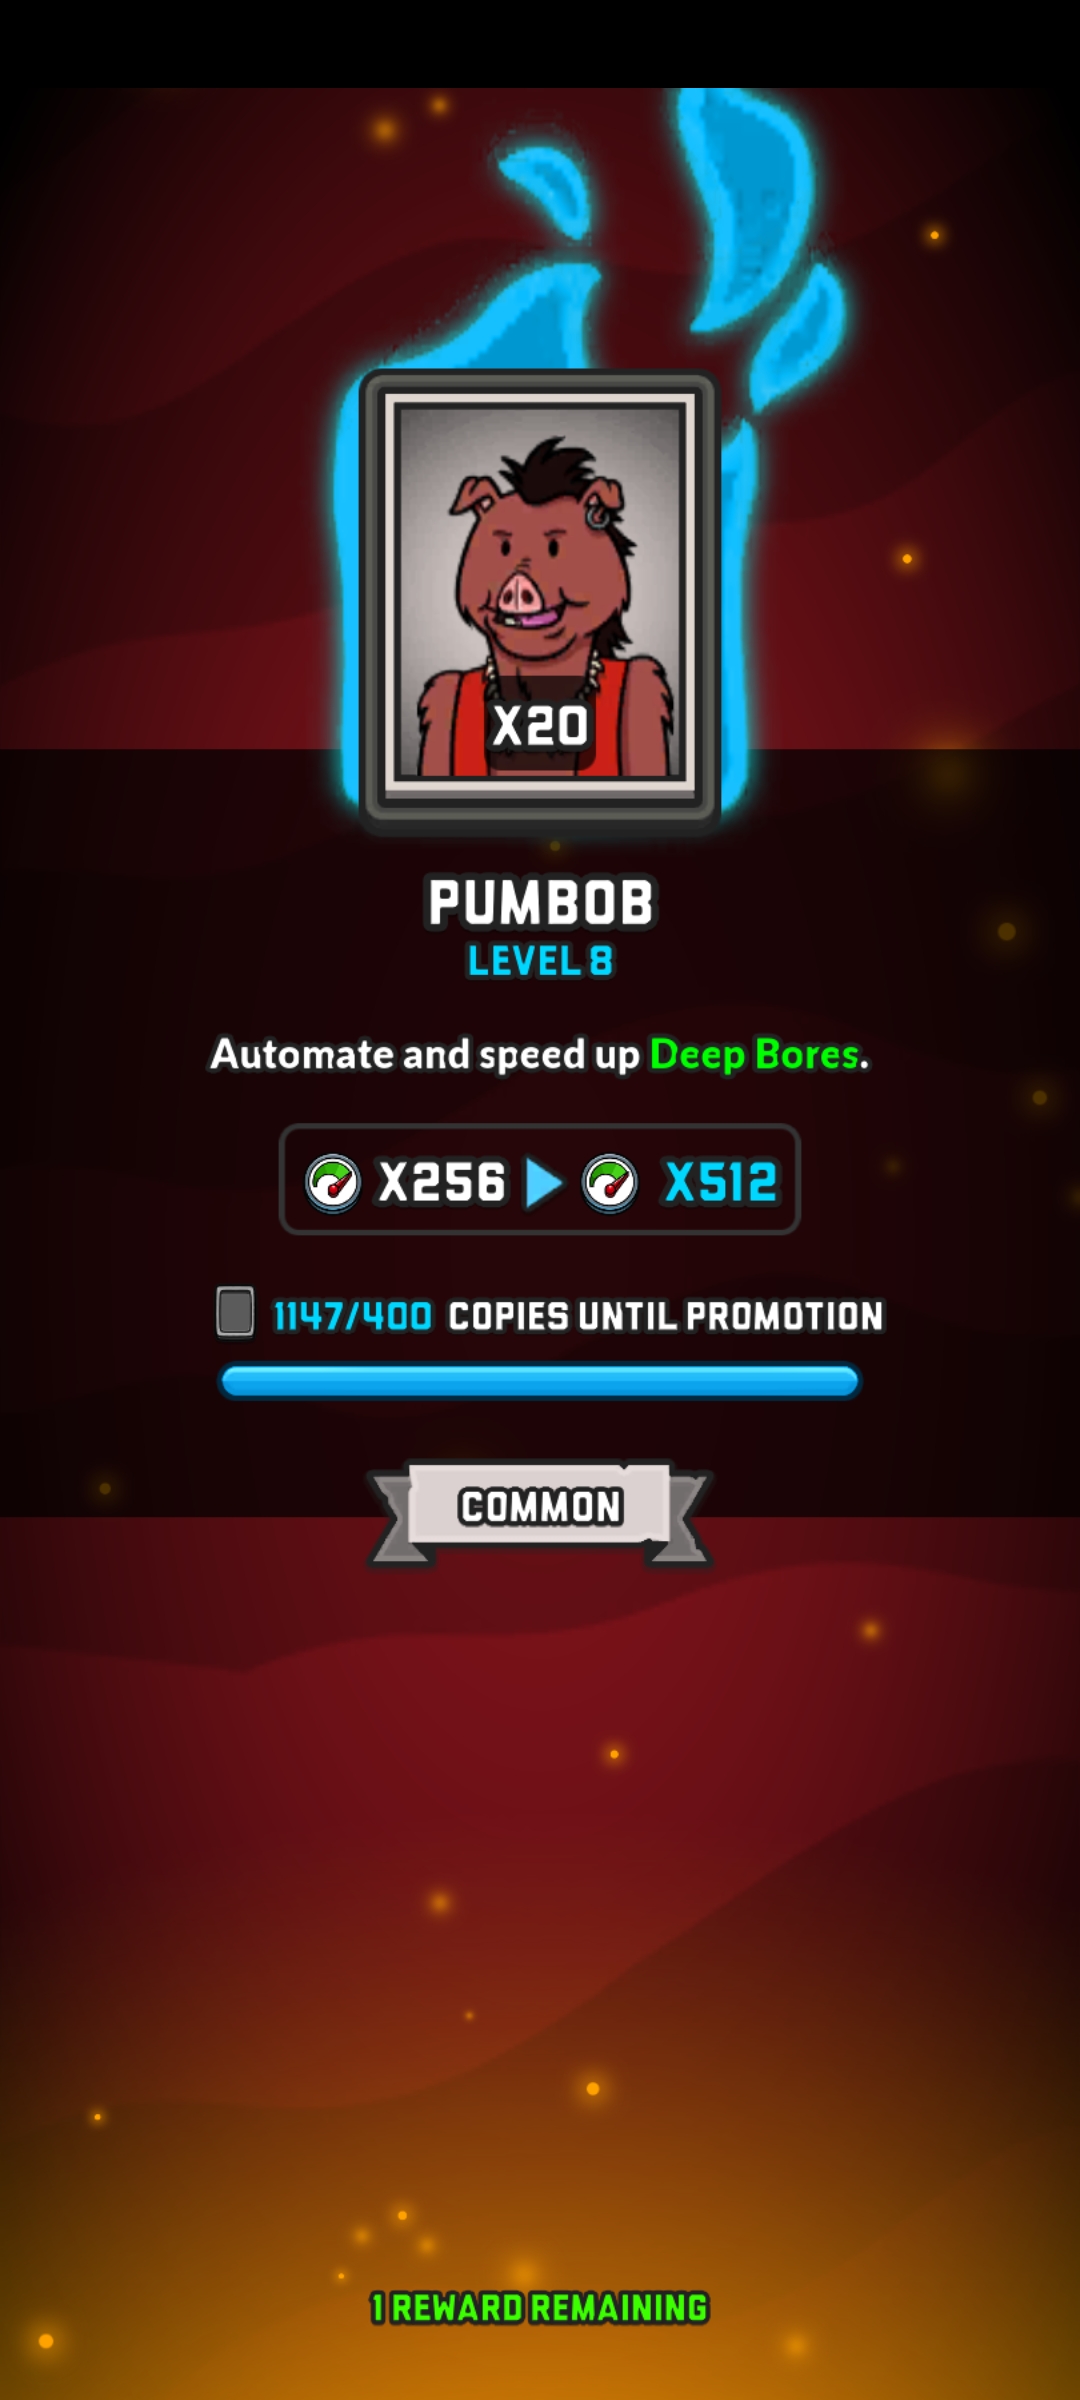 X20
PUMBOB
LEVEL 8
Automate and speed up Deep Bores.
X256 X512
1147/400 COPIES UNTIL PROMOTION
COMMON
1 REWARD REMAINING